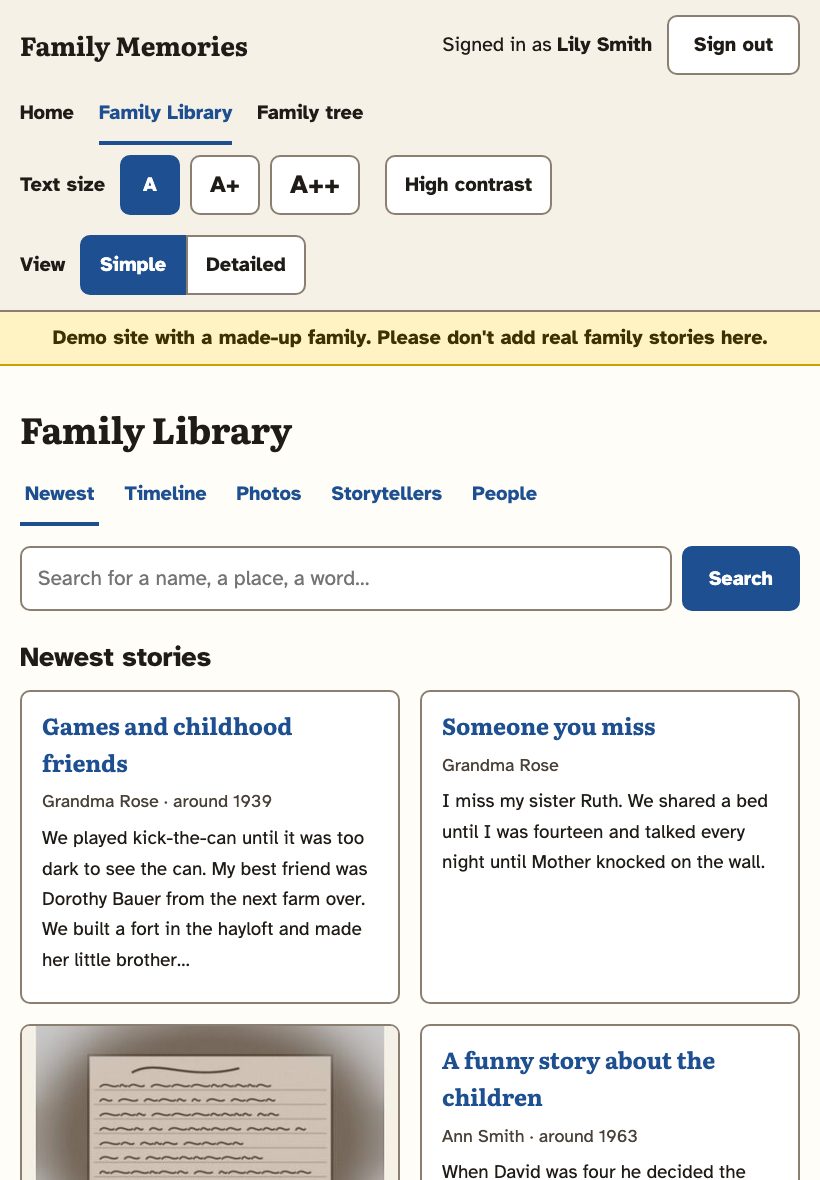 Family Memories
Signed in as Lily Smith
Sign out
Home
Family Library
Family tree
Text size
A
A+
A++
High contrast
View
Simple
Detailed
Demo site with a made-up family. Please don't add real family stories here.
Family Library
Newest
Timeline
Photos
Storytellers
People
Search for a name, a place, a word...
Search
Newest stories
Games and childhood
friends
Grandma Rose · around 1939
We played kick-the-can until it was too
dark to see the can. My best friend was
Dorothy Bauer from the next farm over.
We built a fort in the hayloft and made
her little brother...
Someone you miss
Grandma Rose
I miss my sister Ruth. We shared a bed
until I was fourteen and talked every
night until Mother knocked on the wall.
A funny story about the
children
Ann Smith · around 1963
When David was four he decided the